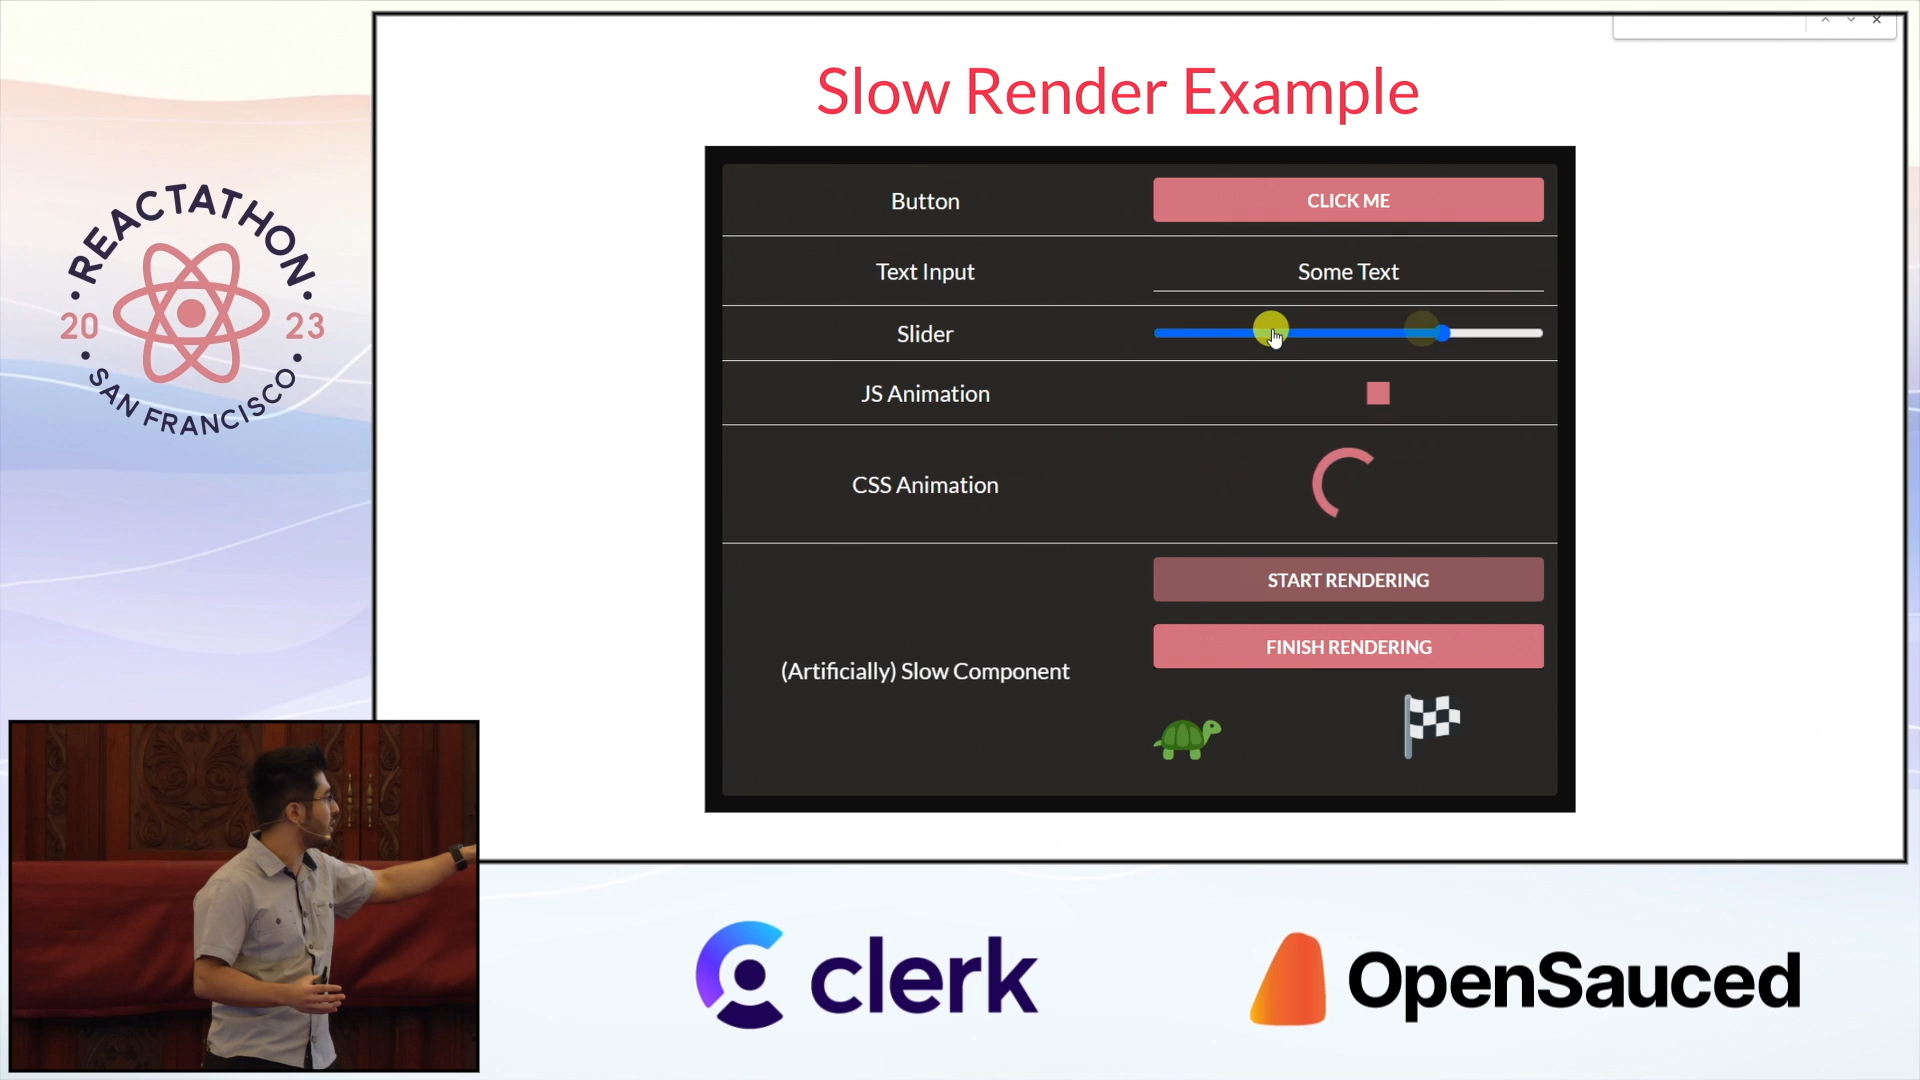 Slow Render Example
REACTATHON
20 23
SAN FRANCISCO
Button
CLICK ME
Text Input
Some Text
Slider
JS Animation
CSS Animation
START RENDERING
FINISH RENDERING
(Artificially) Slow Component
clerk
OpenSauced